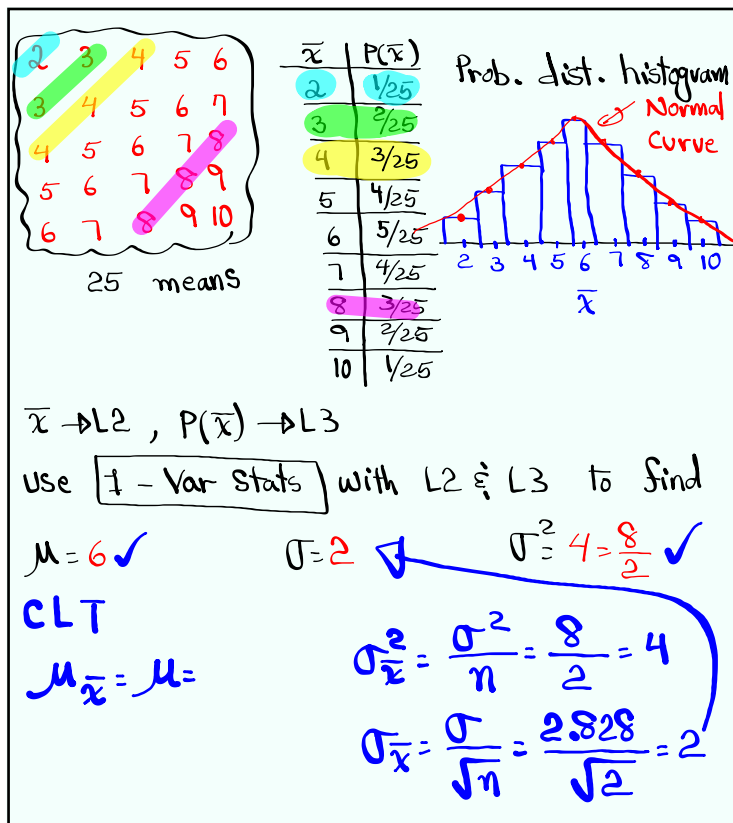 2 3 4 5 6
3 4 5 6 7
4 5 6 7 8
5 6 7 8 9
6 7 8 9 10
25 means
x̄ P(x̄)
2 1/25
3 2/25
4 3/25
5 4/25
6 5/25
7 4/25
8 3/25
9 2/25
10 1/25
Prob. dist. histogram
Normal
Curve
2 3 4 5 6 7 8 9 10
x̄
x̄ → L2 , P(x̄) → L3
Use 1 - Var Stats with L2 & L3 to find
μ = 6 ✓ σ = 2 σ² = 4 = 8/2 ✓
CLT
μx̄ = μ =
σ²x̄ = σ²/n = 8/2 = 4
σx̄ = σ/√n = 2.828/√2 = 2